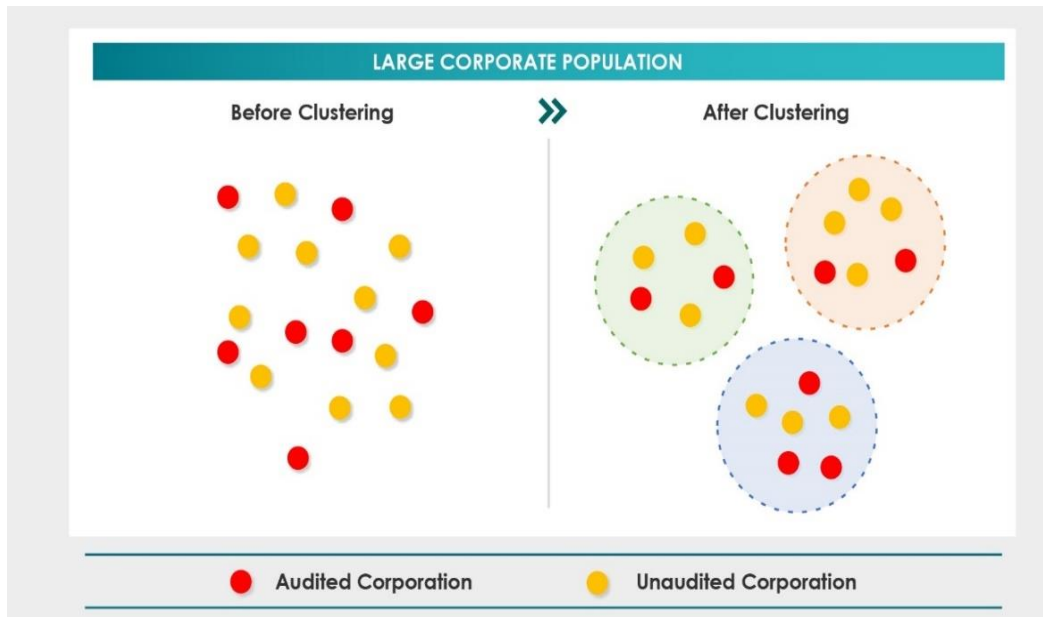 LARGE CORPORATE POPULATION
Before Clustering
After Clustering
Audited Corporation
Unaudited Corporation